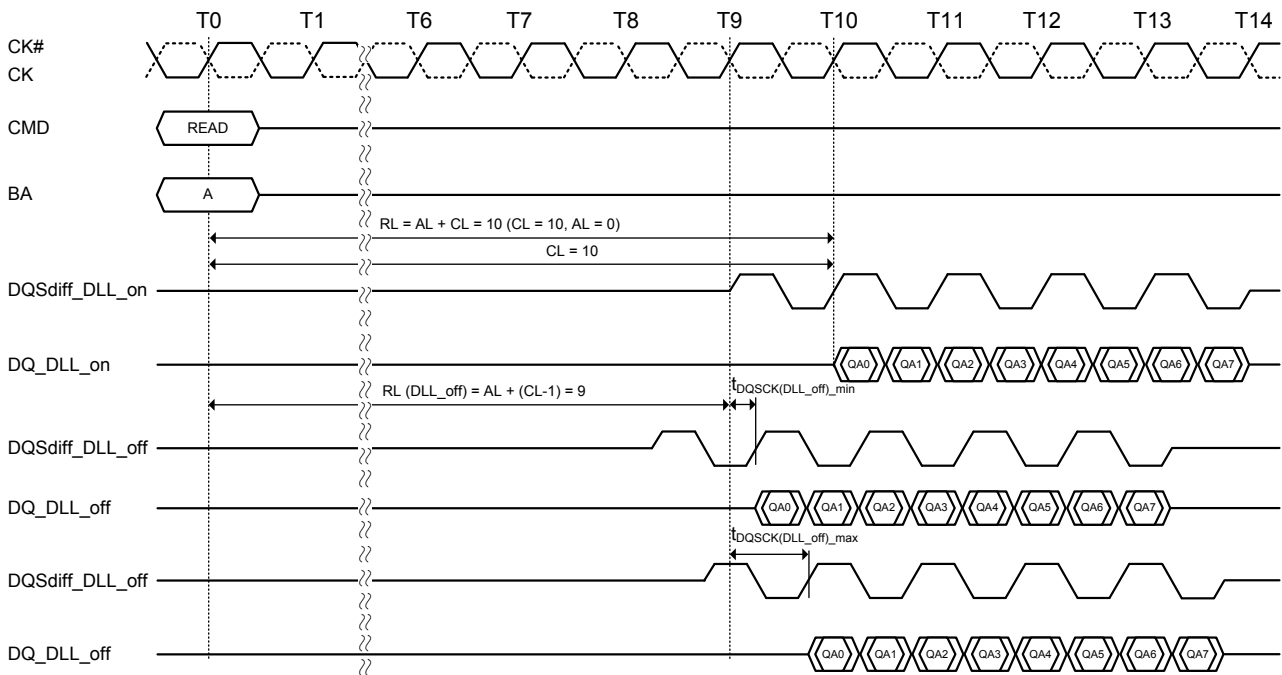 T0 T1 T6 T7 T8 T9 T10 T11 T12 T13 T14
CK#
CK
CMD READ
BA A
RL = AL + CL = 10 (CL = 10, AL = 0)
CL = 10
DQSdiff_DLL_on
DQ_DLL_on QA0 QA1 QA2 QA3 QA4 QA5 QA6 QA7
RL (DLL_off) = AL + (CL-1) = 9 tDQSCK(DLL_off)_min
DQSdiff_DLL_off
DQ_DLL_off QA0 QA1 QA2 QA3 QA4 QA5 QA6 QA7
tDQSCK(DLL_off)_max
DQSdiff_DLL_off
DQ_DLL_off QA0 QA1 QA2 QA3 QA4 QA5 QA6 QA7